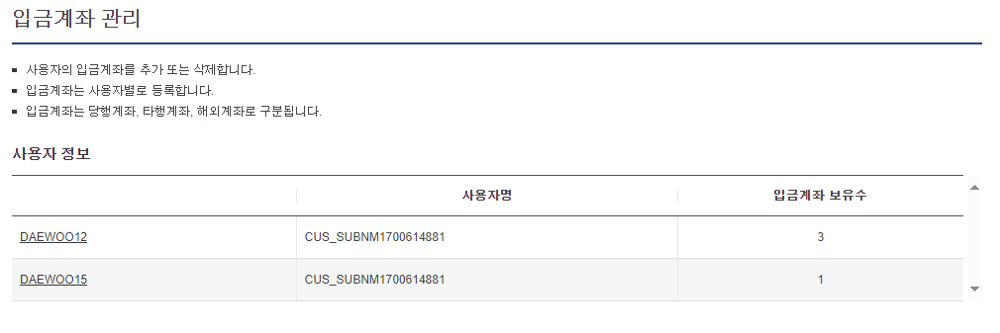 입금계좌 관리
사용자의 입금계좌를 추가 또는 삭제합니다.
입금계좌는 사용자별로 등록합니다.
입금계좌는 당행계좌, 타행계좌, 해외계좌로 구분됩니다.
사용자 정보
사용자명 입금계좌 보유수
DAEWOO12 CUS_SUBNM1700614881 3
DAEWOO15 CUS_SUBNM1700614881 1